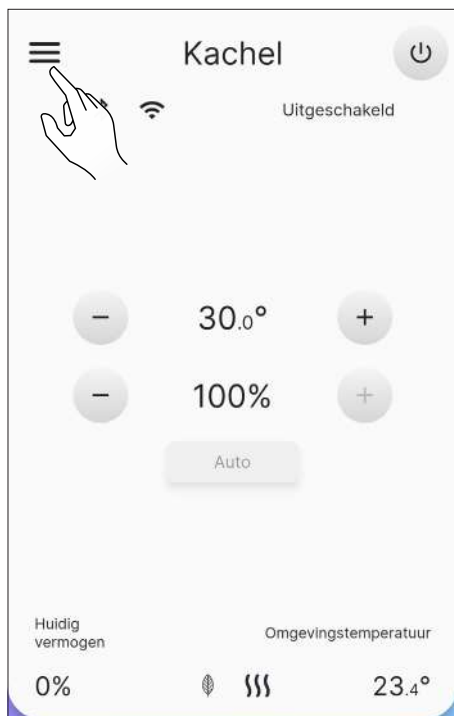 Kachel
Uitgeschakeld
30.0°
100%
Auto
Huidig
vermogen
Omgevingstemperatuur
0%
23.4°